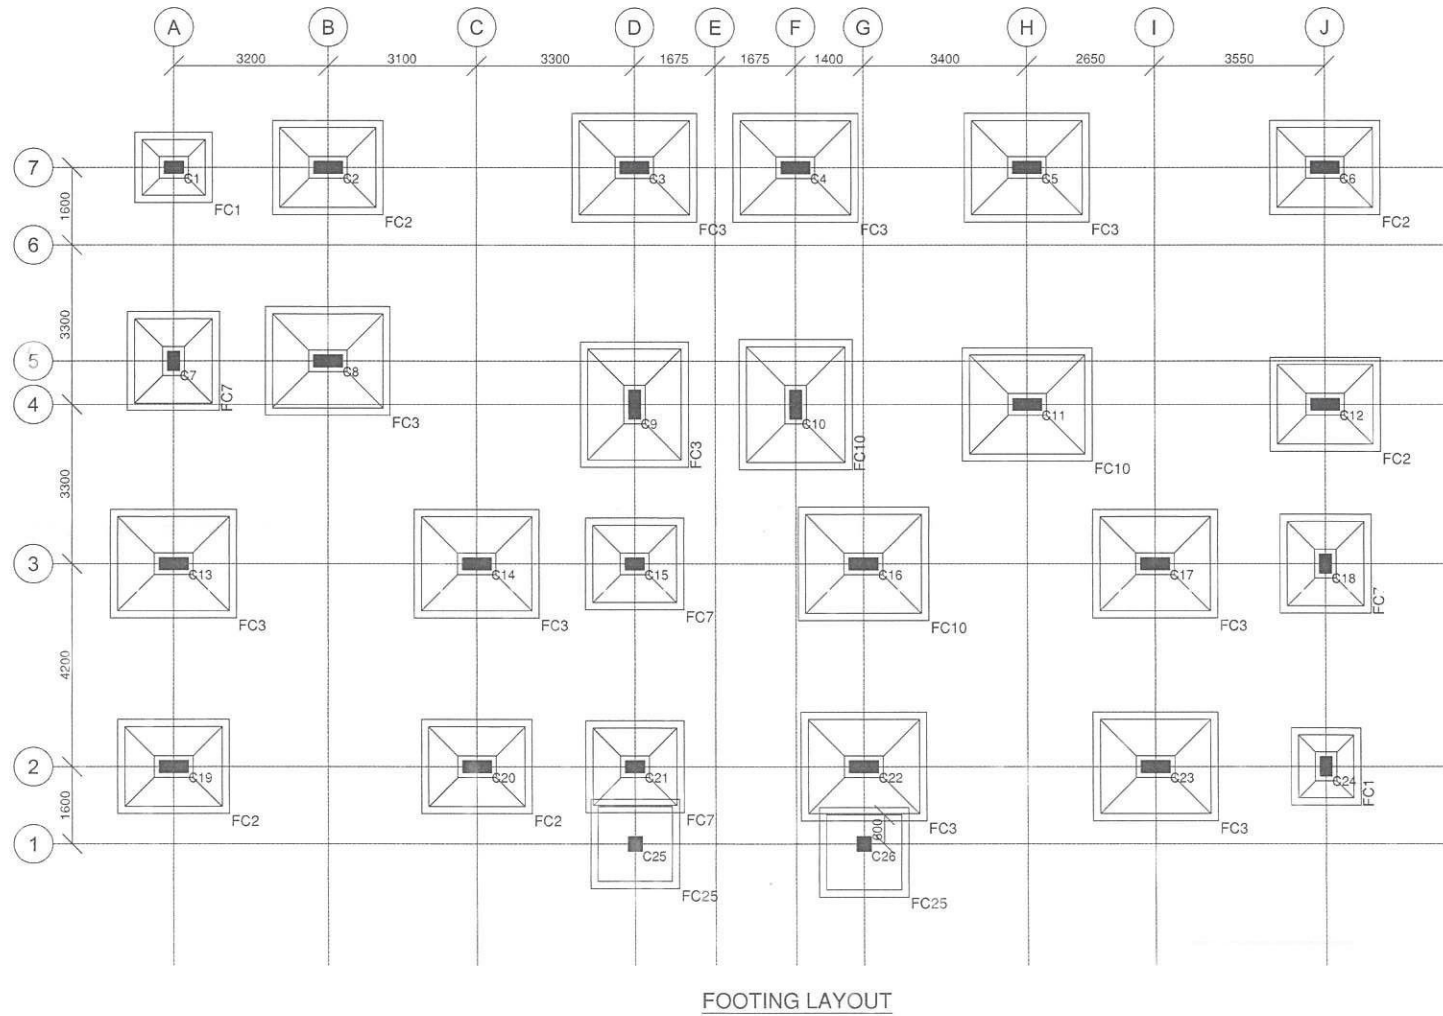 A B C D E F G H I J
3200 3100 3300 1675 1675 1400 3400 2650 3550
7
C1 C2 C3 C4 C5 C6
FC1 FC2 FC3 FC3 FC3 FC2
1600
6
3300
5
C7 C8
FC7 FC3
4
C9 C10 C11 C12
FC3 FC10 FC10 FC2
3300
3
C13 C14 C15 C16 C17 C18
FC3 FC3 FC7 FC10 FC3
4200
2
C19 C20 C21 C22 C23 C24
FC2 FC2 FC7 FC3 FC3 FC1
1600
800
1
C25 C26
FC25 FC25
FOOTING LAYOUT